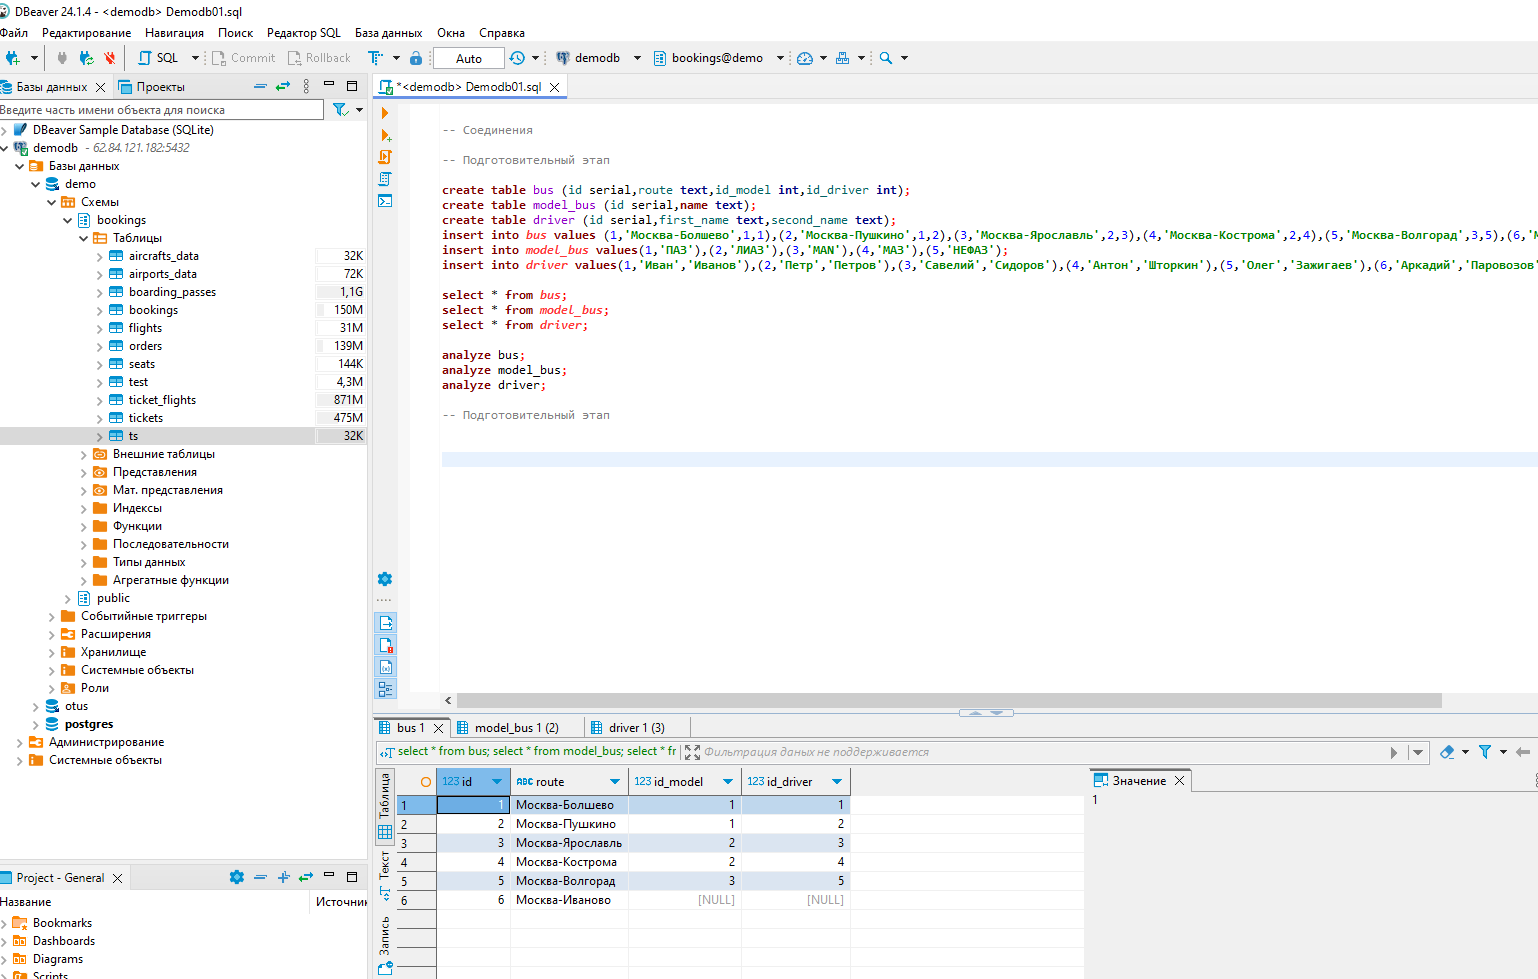 DBeaver 24.1.4 - <demodb> Demodb01.sql
Файл Редактирование Навигация Поиск Редактор SQL База данных Окна Справка
SQL Commit Rollback Auto demodb bookings@demo
Базы данных Проекты
*<demodb> Demodb01.sql
Введите часть имени объекта для поиска
DBeaver Sample Database (SQLite)
demodb - 62.84.121.182:5432
Базы данных
demo
Схемы
bookings
Таблицы
aircrafts_data 32K
airports_data 72K
boarding_passes 1,1G
bookings 150M
flights 31M
orders 139M
seats 144K
test 4,3M
ticket_flights 871M
tickets 475M
ts 32K
Внешние таблицы
Представления
Мат. представления
Индексы
Функции
Последовательности
Типы данных
Агрегатные функции
public
Событийные триггеры
Расширения
Хранилище
Системные объекты
Роли
otus
postgres
Администрирование
Системные объекты
-- Соединения
-- Подготовительный этап
create table bus (id serial,route text,id_model int,id_driver int);
create table model_bus (id serial,name text);
create table driver (id serial,first_name text,second_name text);
insert into bus values (1,'Москва-Болшево',1,1),(2,'Москва-Пушкино',1,2),(3,'Москва-Ярославль',2,3),(4,'Москва-Кострома',2,4),(5,'Москва-Волгорад',3,5),(6,'М
insert into model_bus values(1,'ПАЗ'),(2,'ЛИАЗ'),(3,'MAN'),(4,'МАЗ'),(5,'НЕФАЗ');
insert into driver values(1,'Иван','Иванов'),(2,'Петр','Петров'),(3,'Савелий','Сидоров'),(4,'Антон','Шторкин'),(5,'Олег','Зажигаев'),(6,'Аркадий','Паровозов'
select * from bus;
select * from model_bus;
select * from driver;
analyze bus;
analyze model_bus;
analyze driver;
-- Подготовительный этап
bus 1 model_bus 1 (2) driver 1 (3)
select * from bus; select * from model_bus; select * fr Фильтрация данных не поддерживается
Таблица
Текст
Запись
123 id ABC route 123 id_model 123 id_driver
1 1 Москва-Болшево 1 1
2 2 Москва-Пушкино 1 2
3 3 Москва-Ярославль 2 3
4 4 Москва-Кострома 2 4
5 5 Москва-Волгорад 3 5
6 6 Москва-Иваново [NULL] [NULL]
Значение
1
Project - General
Название Источник
Bookmarks
Dashboards
Diagrams
Scripts